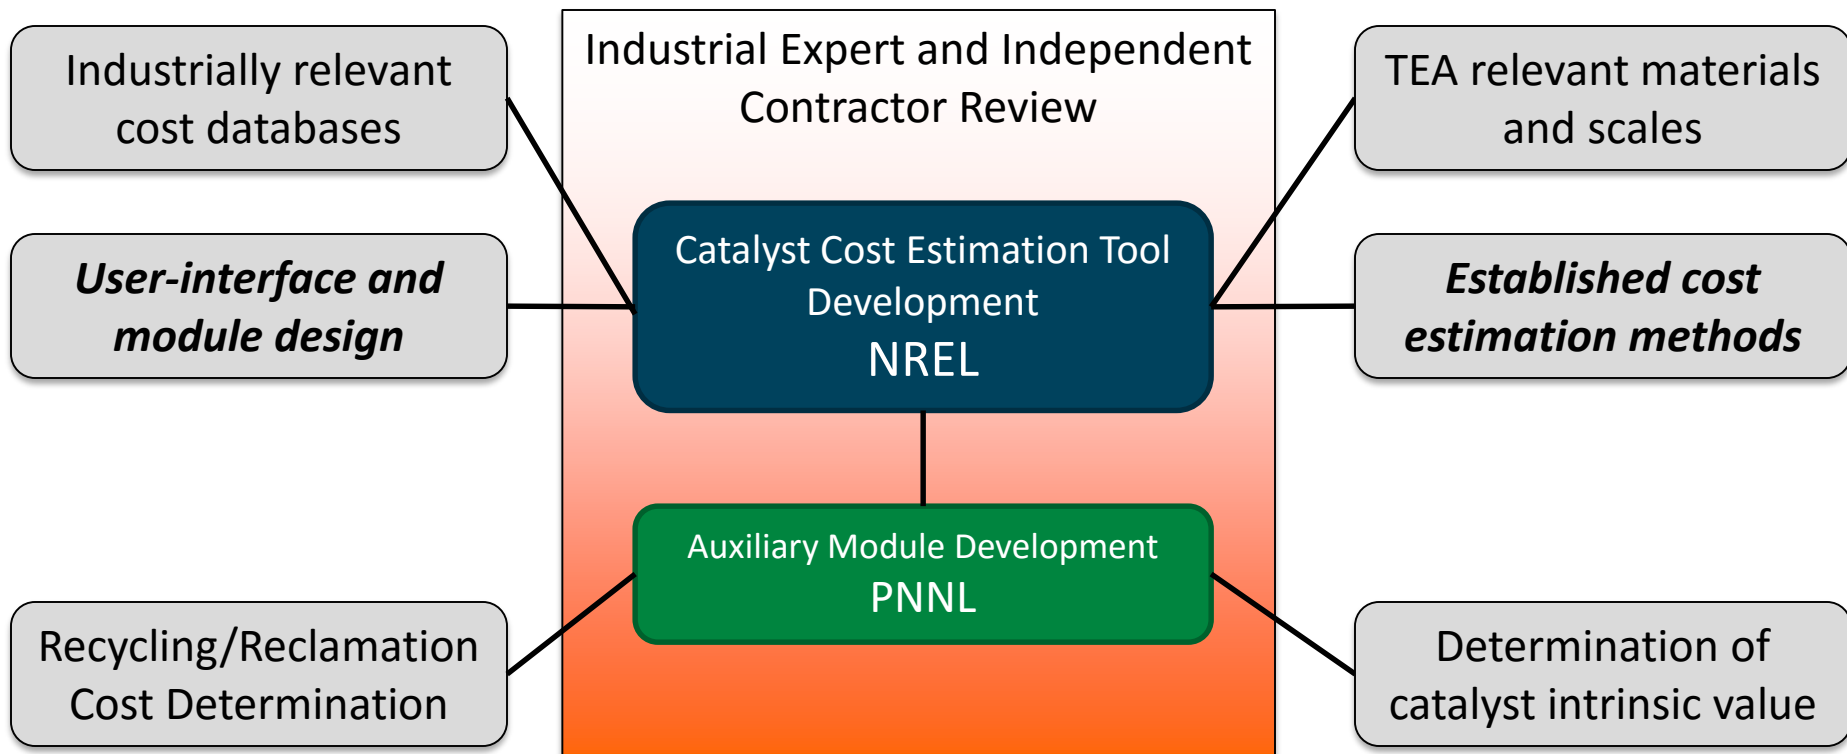 Industrially relevant
cost databases
Industrial Expert and Independent
Contractor Review
TEA relevant materials
and scales
User-interface and
module design
Catalyst Cost Estimation Tool
Development
NREL
Established cost
estimation methods
Auxiliary Module Development
PNNL
Recycling/Reclamation
Cost Determination
Determination of
catalyst intrinsic value